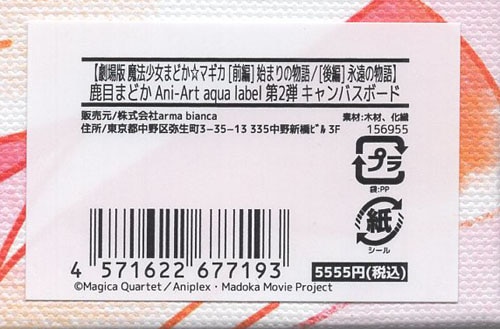 【劇場版 魔法少女まどか☆マギカ [前編] 始まりの物語/[後編] 永遠の物語】
鹿目まどか Ani-Art aqua label 第2弾 キャンバスボード
販売元/株式会社arma bianca
素材:木材、化繊
住所/東京都中野区弥生町3-35-13 335中野新橋ﾋﾞﾙ 3F
156955
プラ
袋:PP
紙
シール
4 571622 677193
5555円(税込)
©Magica Quartet/Aniplex・Madoka Movie Project